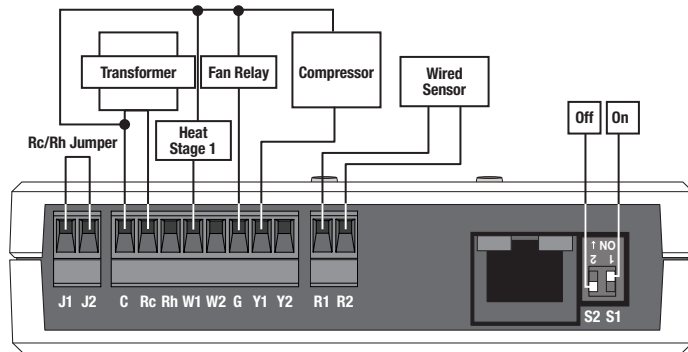 Transformer
Fan Relay
Compressor
Wired
Sensor
Off
On
Heat
Stage 1
Rc/Rh Jumper
ON ↑
1 2
J1 J2 C Rc Rh W1 W2 G Y1 Y2 R1 R2
S2 S1